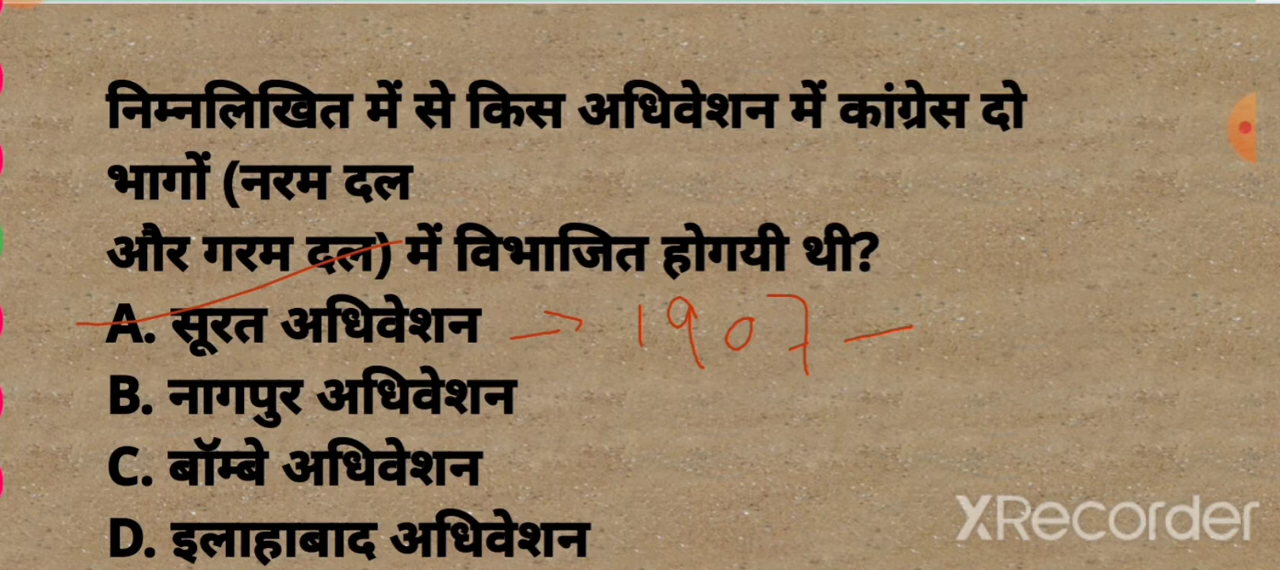 निम्नलिखित में से किस अधिवेशन में कांग्रेस दो
भागों (नरम दल
और गरम दल) में विभाजित होगयी थी?
A. सूरत अधिवेशन → 1907 –
B. नागपुर अधिवेशन
C. बॉम्बे अधिवेशन
D. इलाहाबाद अधिवेशन
XRecorder